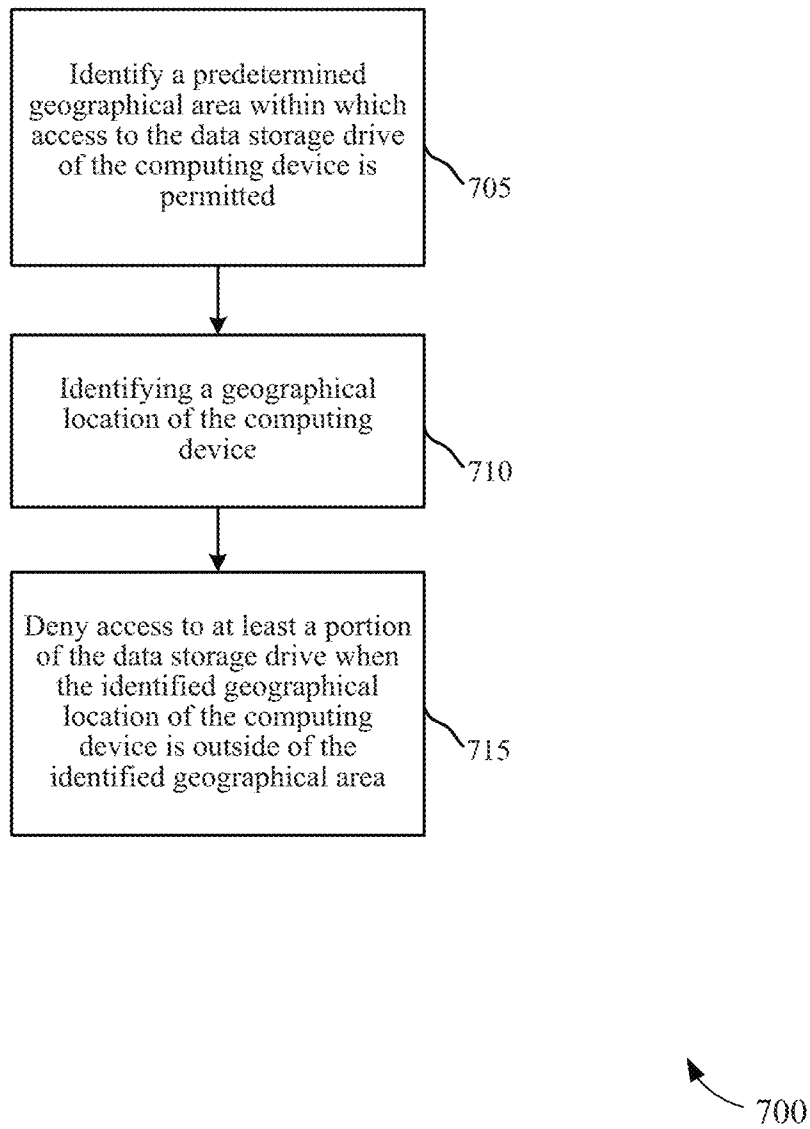 Identify a predetermined
geographical area within which
access to the data storage drive
of the computing device is
permitted
705
Identifying a geographical
location of the computing
device
710
Deny access to at least a portion
of the data storage drive when
the identified geographical
location of the computing
device is outside of the
identified geographical area
715
700